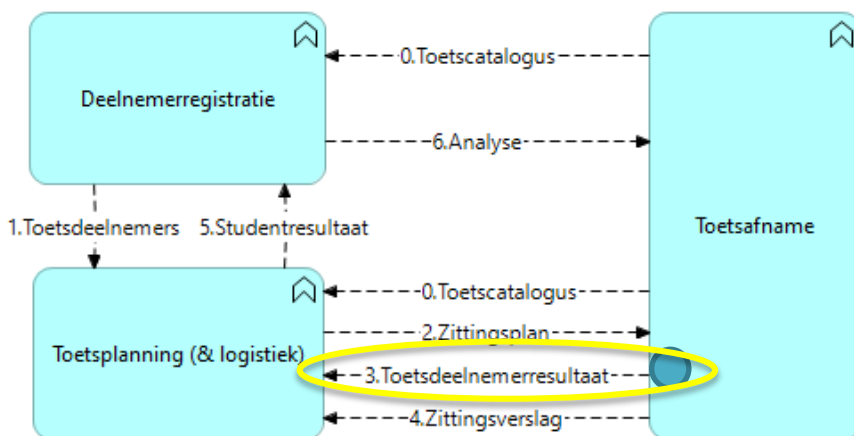 0.Toetscatalogus
Deelnemerregistratie
6.Analyse
1.Toetsdeelnemers
5.Studentresultaat
Toetsafname
0.Toetscatalogus
2.Zittingsplan
Toetsplanning (& logistiek)
3.Toetsdeelnemerresultaat
4.Zittingsverslag